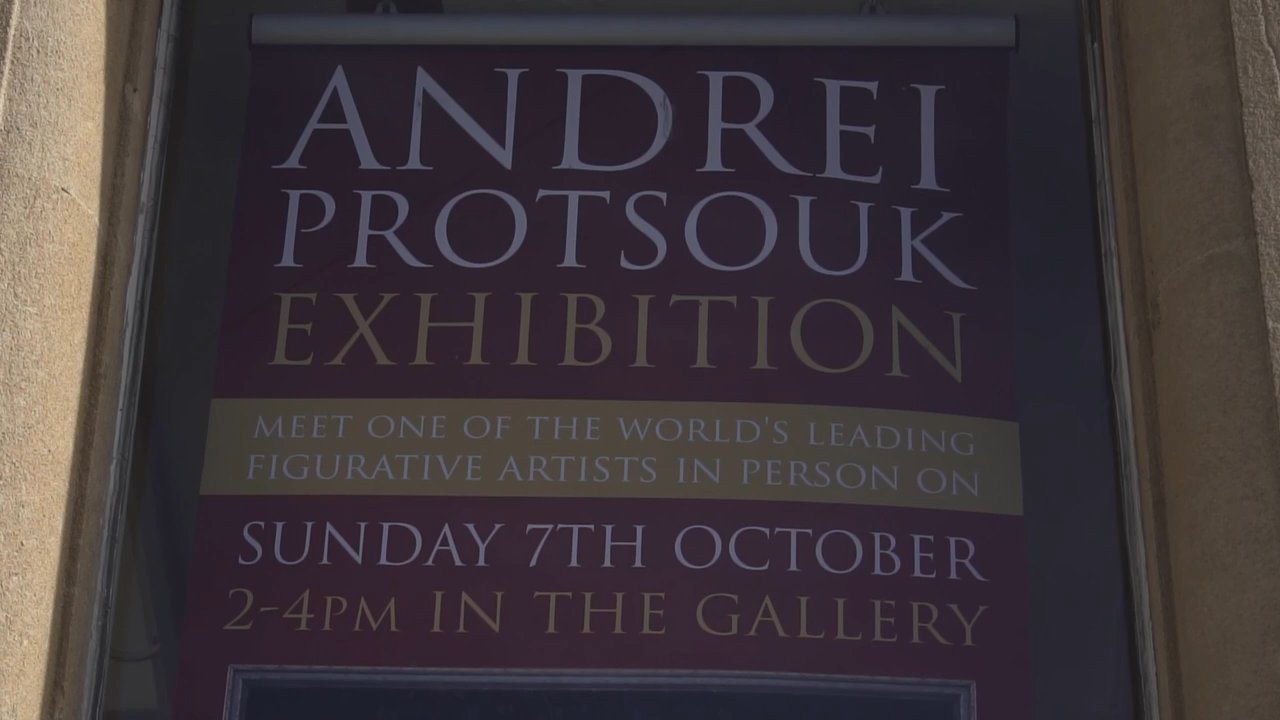 ANDREI
PROTSOUK
EXHIBITION
MEET ONE OF THE WORLD'S LEADING
FIGURATIVE ARTISTS IN PERSON ON
SUNDAY 7TH OCTOBER
2-4PM IN THE GALLERY